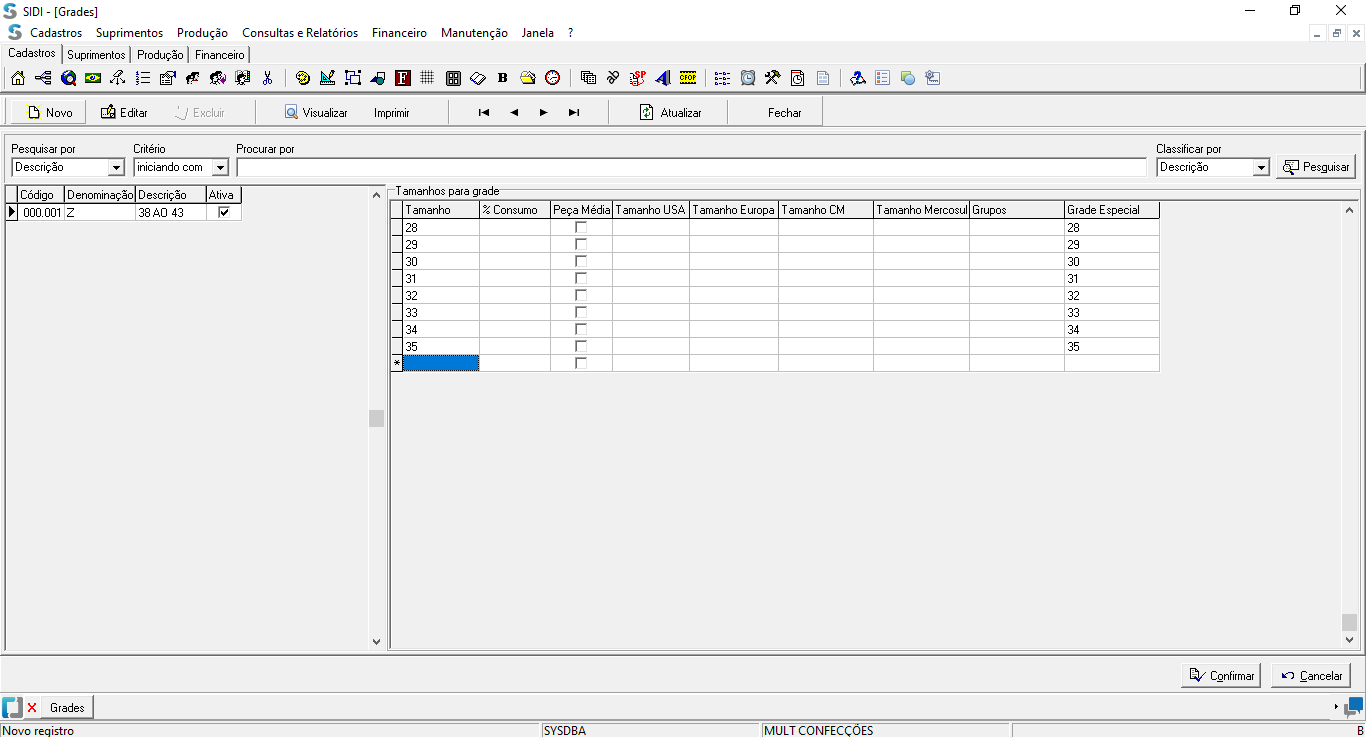 SIDI - [Grades]
Cadastros Suprimentos Produção Consultas e Relatórios Financeiro Manutenção Janela ?
Cadastros Suprimentos Produção Financeiro
F B SP CFOP
Novo Editar Excluir Visualizar Imprimir Atualizar Fechar
Pesquisar por Critério Procurar por Classificar por
Descrição iniciando com Descrição Pesquisar
Código Denominação Descrição Ativa
000.001 Z 38 AO 43
Tamanhos para grade
Tamanho % Consumo Peça Média Tamanho USA Tamanho Europa Tamanho CM Tamanho Mercosul Grupos Grade Especial
28 28
29 29
30 30
31 31
32 32
33 33
34 34
35 35
*
Confirmar Cancelar
Grades
Novo registro SYSDBA MULT CONFECÇÕES B